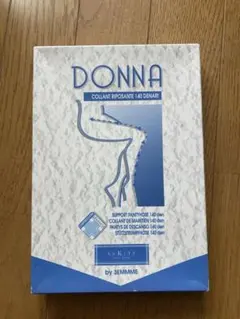 DONNA
COLLANT RIPOSANTE 140 DENARI
SUPPORT PANTYHOSE 140 den
COLLANT DE MAINTIEN 140 den
PANTYS DE DESCANSO 140 den
STÜTZSTRUMPFHOSE 140 den
by 3EMMME